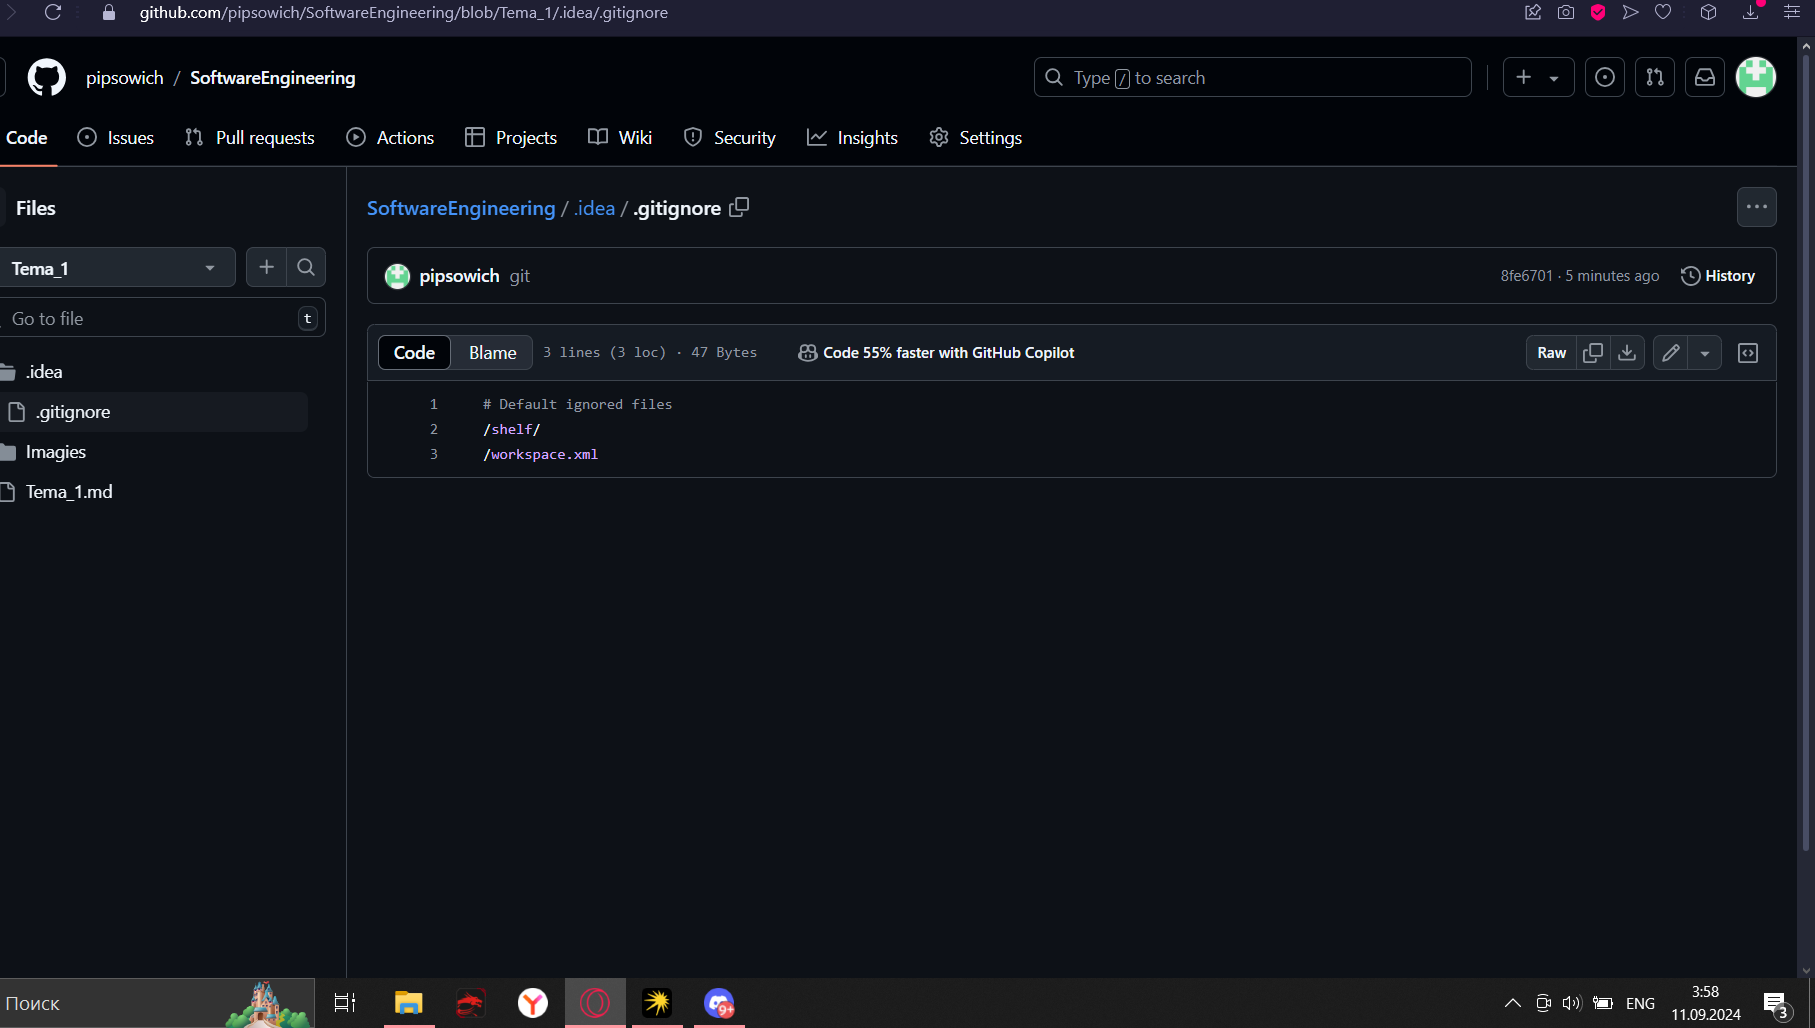 github.com/pipsowich/SoftwareEngineering/blob/Tema_1/.idea/.gitignore
pipsowich / SoftwareEngineering
Type / to search
Code Issues Pull requests Actions Projects Wiki Security Insights Settings
Files
SoftwareEngineering / .idea / .gitignore
Tema_1
pipsowich git
8fe6701 · 5 minutes ago History
Go to file t
Code Blame 3 lines (3 loc) · 47 Bytes Code 55% faster with GitHub Copilot Raw
.idea
.gitignore
Imagies
Tema_1.md
1 # Default ignored files
2 /shelf/
3 /workspace.xml
Поиск
9+
ENG
3:58
11.09.2024
3